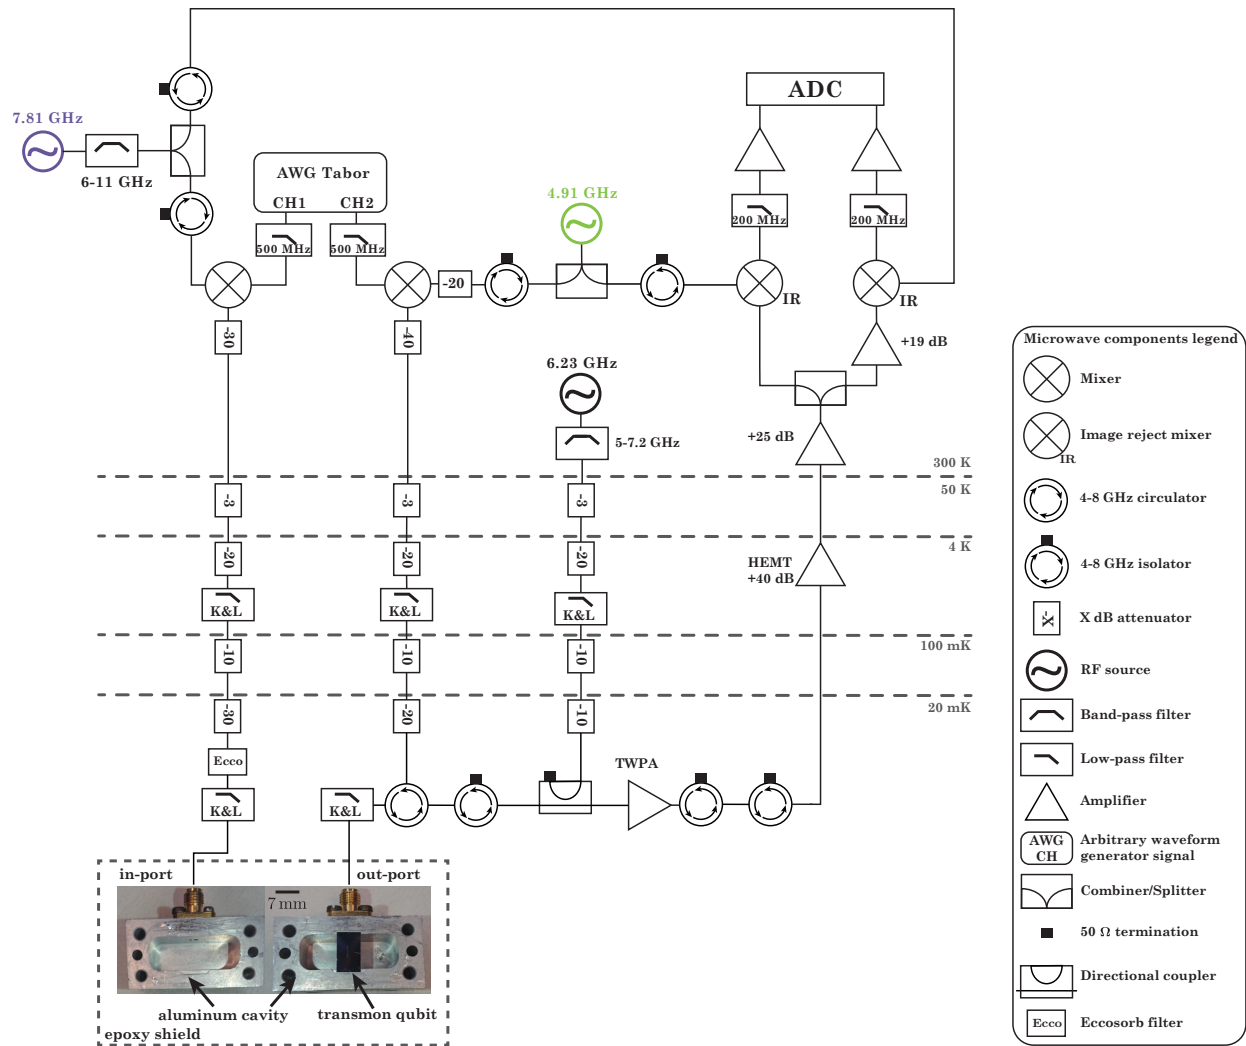 7.81 GHz
6-11 GHz
AWG Tabor
CH1
CH2
500 MHz
500 MHz
-20
4.91 GHz
ADC
200 MHz
200 MHz
IR
IR
-30
-40
+19 dB
6.23 GHz
5-7.2 GHz
+25 dB
300 K
50 K
-3
-3
-3
4 K
-20
-20
-20
HEMT
+40 dB
K&L
K&L
K&L
100 mK
-10
-10
-10
20 mK
-30
-20
-10
Ecco
TWPA
K&L
K&L
in-port
out-port
7 mm
aluminum cavity
transmon qubit
epoxy shield
Microwave components legend
Mixer
Image reject mixer
IR
4-8 GHz circulator
4-8 GHz isolator
-X-
X dB attenuator
RF source
Band-pass filter
Low-pass filter
Amplifier
AWG
CH
Arbitrary waveform
generator signal
Combiner/Splitter
50 Ω termination
Directional coupler
Ecco
Eccosorb filter